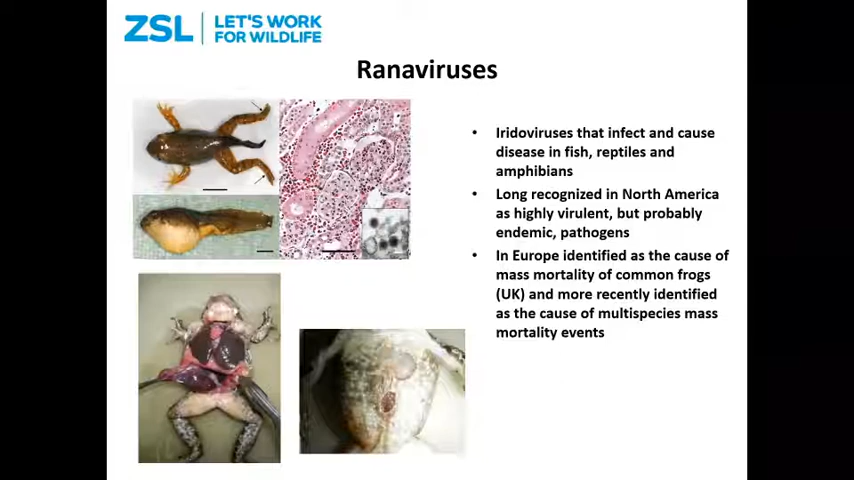 ZSL
LET'S WORK
FOR WILDLIFE
Ranaviruses
• Iridoviruses that infect and cause
disease in fish, reptiles and
amphibians
• Long recognized in North America
as highly virulent, but probably
endemic, pathogens
• In Europe identified as the cause of
mass mortality of common frogs
(UK) and more recently identified
as the cause of multispecies mass
mortality events